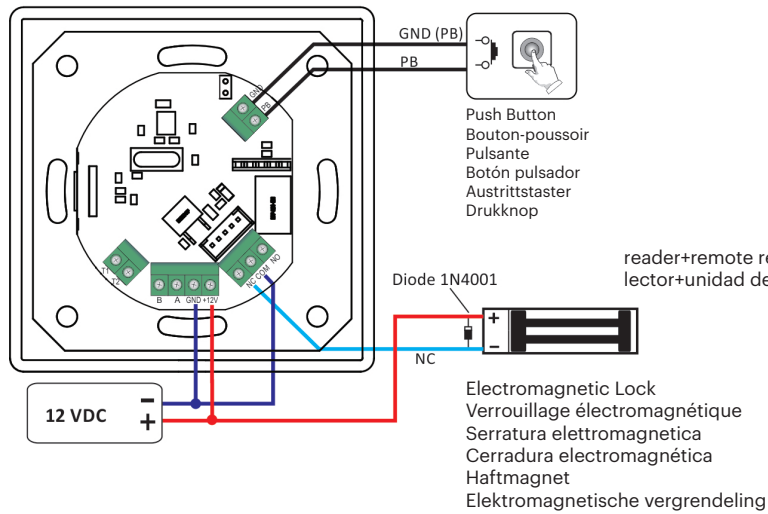 GND (PB)
PB
GND
PB
Push Button
Bouton-poussoir
Pulsante
Botón pulsador
Austrittstaster
Drukknop
reader+remote re
lector+unidad de
T1
T2
B A GND +12V
NC COM NO
Diode 1N4001
+
–
NC
12 VDC
–
+
Electromagnetic Lock
Verrouillage électromagnétique
Serratura elettromagnetica
Cerradura electromagnética
Haftmagnet
Elektromagnetische vergrendeling